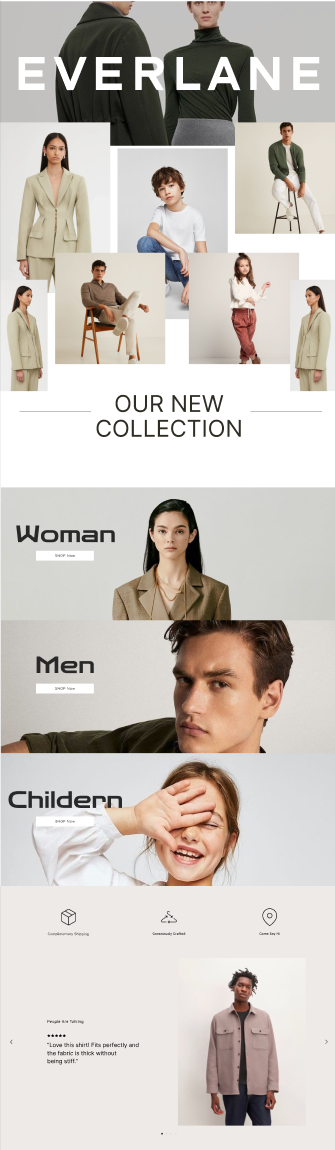 EVERLANE
OUR NEW
COLLECTION
Woman
SHOP Now
Men
SHOP Now
Childern
SHOP Now
Complimentary Shipping
Consciously Crafted
Come Say Hi
People Are Talking
★★★★★
"Love this shirt! Fits perfectly and
the fabric is thick without
being stiff."